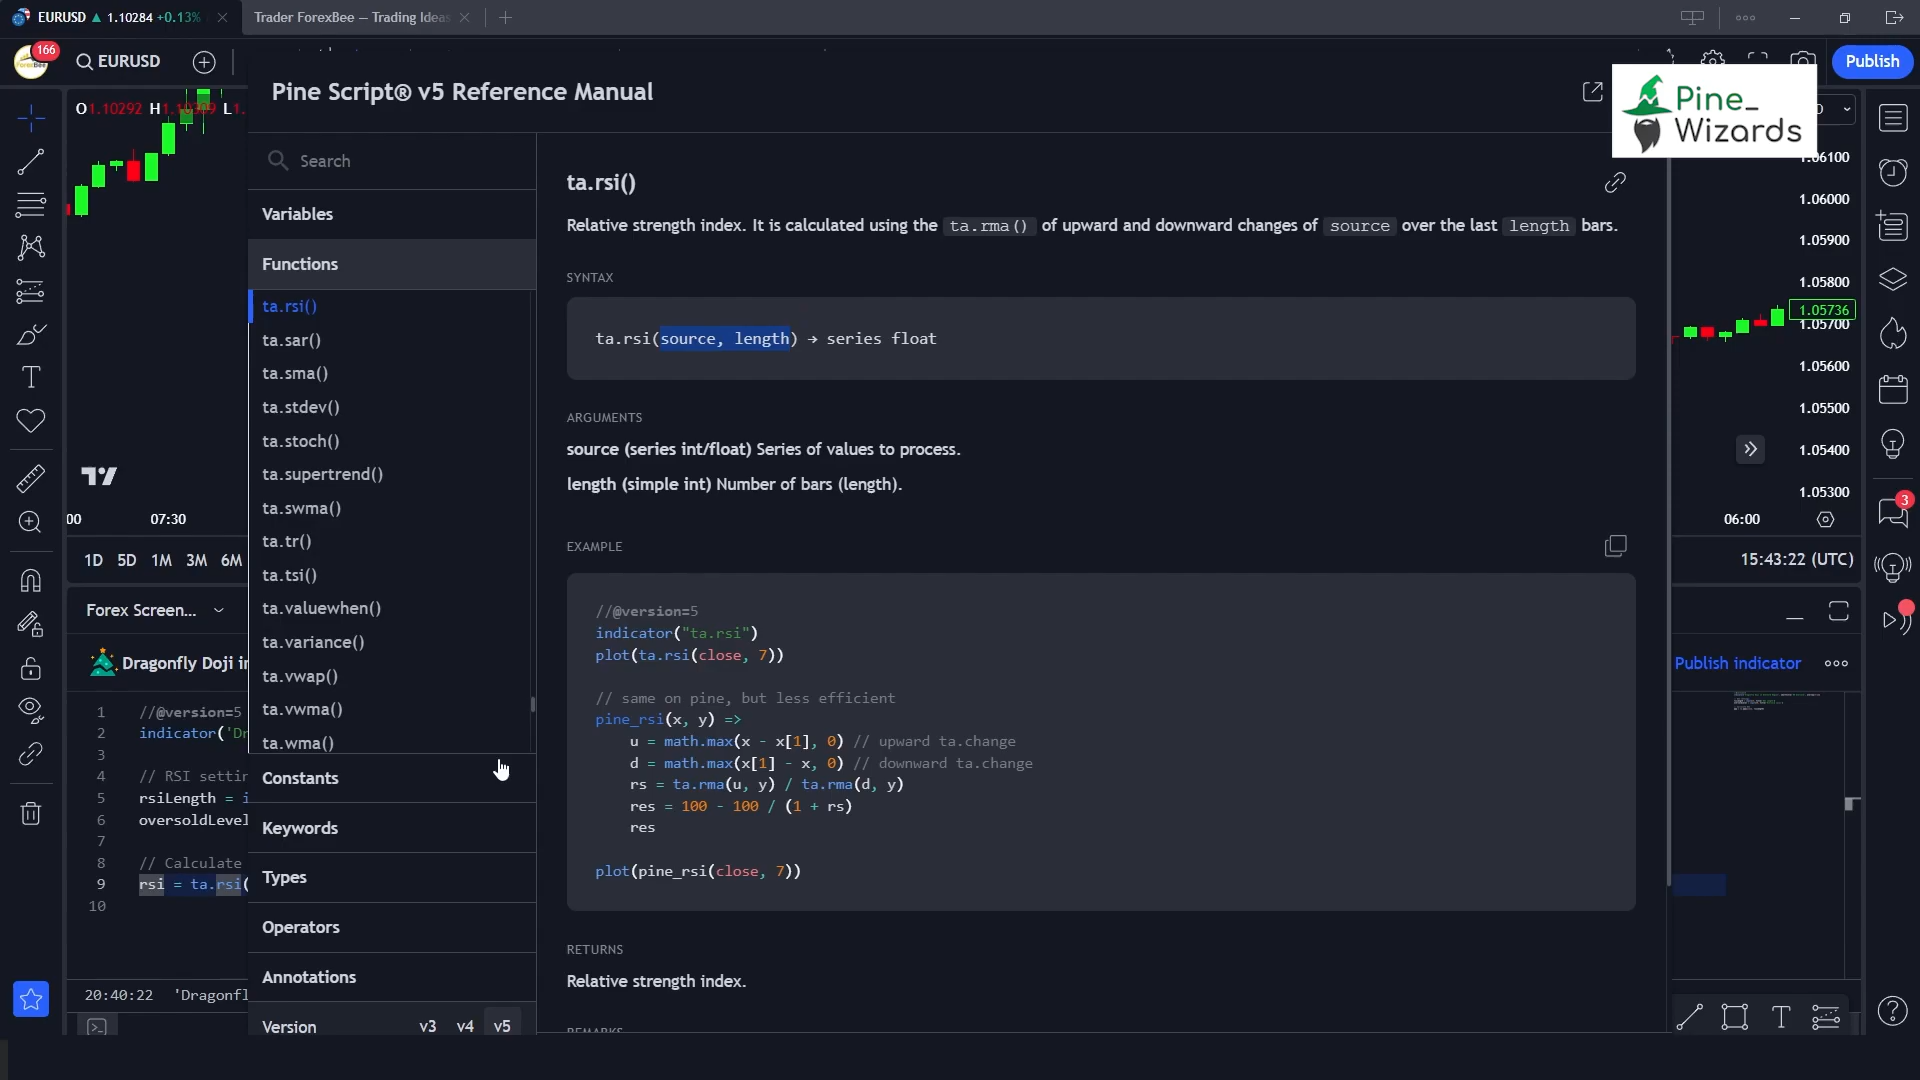 EURUSD ▲ 1.10284 +0.13%
Trader ForexBee — Trading Ideas
166
EURUSD
Publish
Pine Script® v5 Reference Manual
Pine_
Wizards
O1.10292 H1.10309 L1.
Search
Variables
Functions
ta.rsi()
ta.sar()
ta.sma()
ta.stdev()
ta.stoch()
ta.supertrend()
ta.swma()
ta.tr()
ta.tsi()
ta.valuewhen()
ta.variance()
ta.vwap()
ta.vwma()
ta.wma()
Constants
Keywords
Types
Operators
Annotations
Version v3 v4 v5
ta.rsi()
Relative strength index. It is calculated using the ta.rma() of upward and downward changes of source over the last length bars.
SYNTAX
ta.rsi(source, length) → series float
ARGUMENTS
source (series int/float) Series of values to process.
length (simple int) Number of bars (length).
EXAMPLE
//@version=5
indicator("ta.rsi")
plot(ta.rsi(close, 7))
// same on pine, but less efficient
pine_rsi(x, y) =>
u = math.max(x - x[1], 0) // upward ta.change
d = math.max(x[1] - x, 0) // downward ta.change
rs = ta.rma(u, y) / ta.rma(d, y)
res = 100 - 100 / (1 + rs)
res
plot(pine_rsi(close, 7))
RETURNS
Relative strength index.
REMARKS
1.06100
1.06000
1.05900
1.05800
1.05736
1.05700
1.05600
1.05500
1.05400
1.05300
00 07:30
06:00
1D 5D 1M 3M 6M
15:43:22 (UTC)
3
Forex Screen...
Dragonfly Doji in
Publish indicator
1 //@version=5
2 indicator('Dr
3
4 // RSI settin
5 rsiLength = i
6 oversoldLevel
7
8 // Calculate
9 rsi = ta.rsi(
10
20:40:22 'Dragonfl